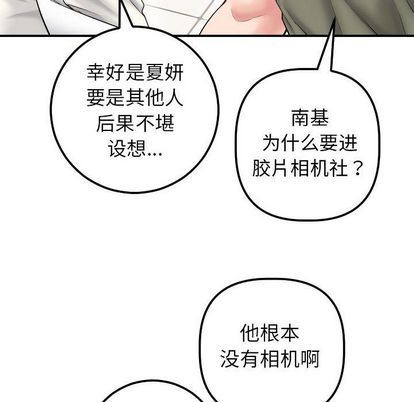 幸好是夏妍
要是其他人
后果不堪
设想...
南基
为什么要进
胶片相机社？
他根本
没有相机啊